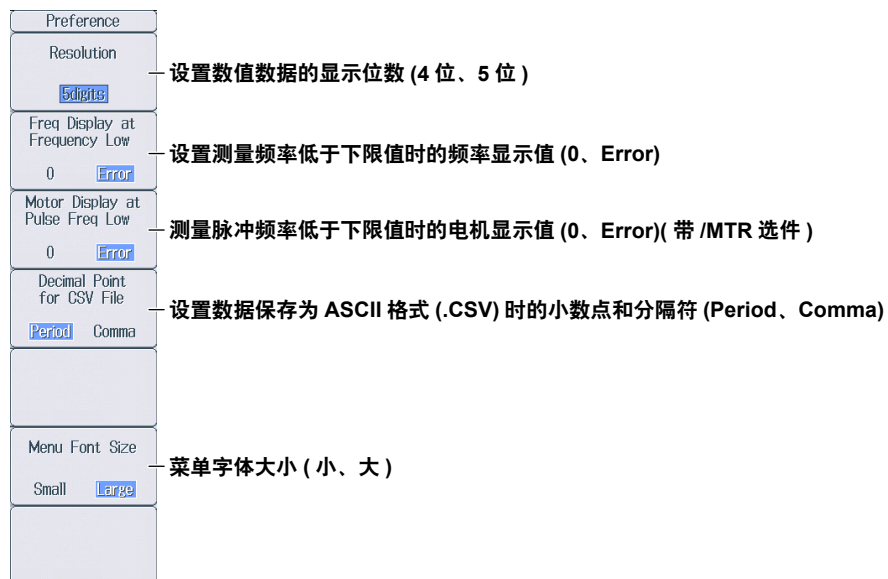 Preference
Resolution
5digits
设置数值数据的显示位数 (4 位、5 位 )
Freq Display at
Frequency Low
0 Error
设置测量频率低于下限值时的频率显示值 (0、Error)
Motor Display at
Pulse Freq Low
0 Error
测量脉冲频率低于下限值时的电机显示值 (0、Error)( 带 /MTR 选件 )
Decimal Point
for CSV File
Period Comma
设置数据保存为 ASCII 格式 (.CSV) 时的小数点和分隔符 (Period、Comma)
Menu Font Size
Small Large
菜单字体大小 ( 小、大 )